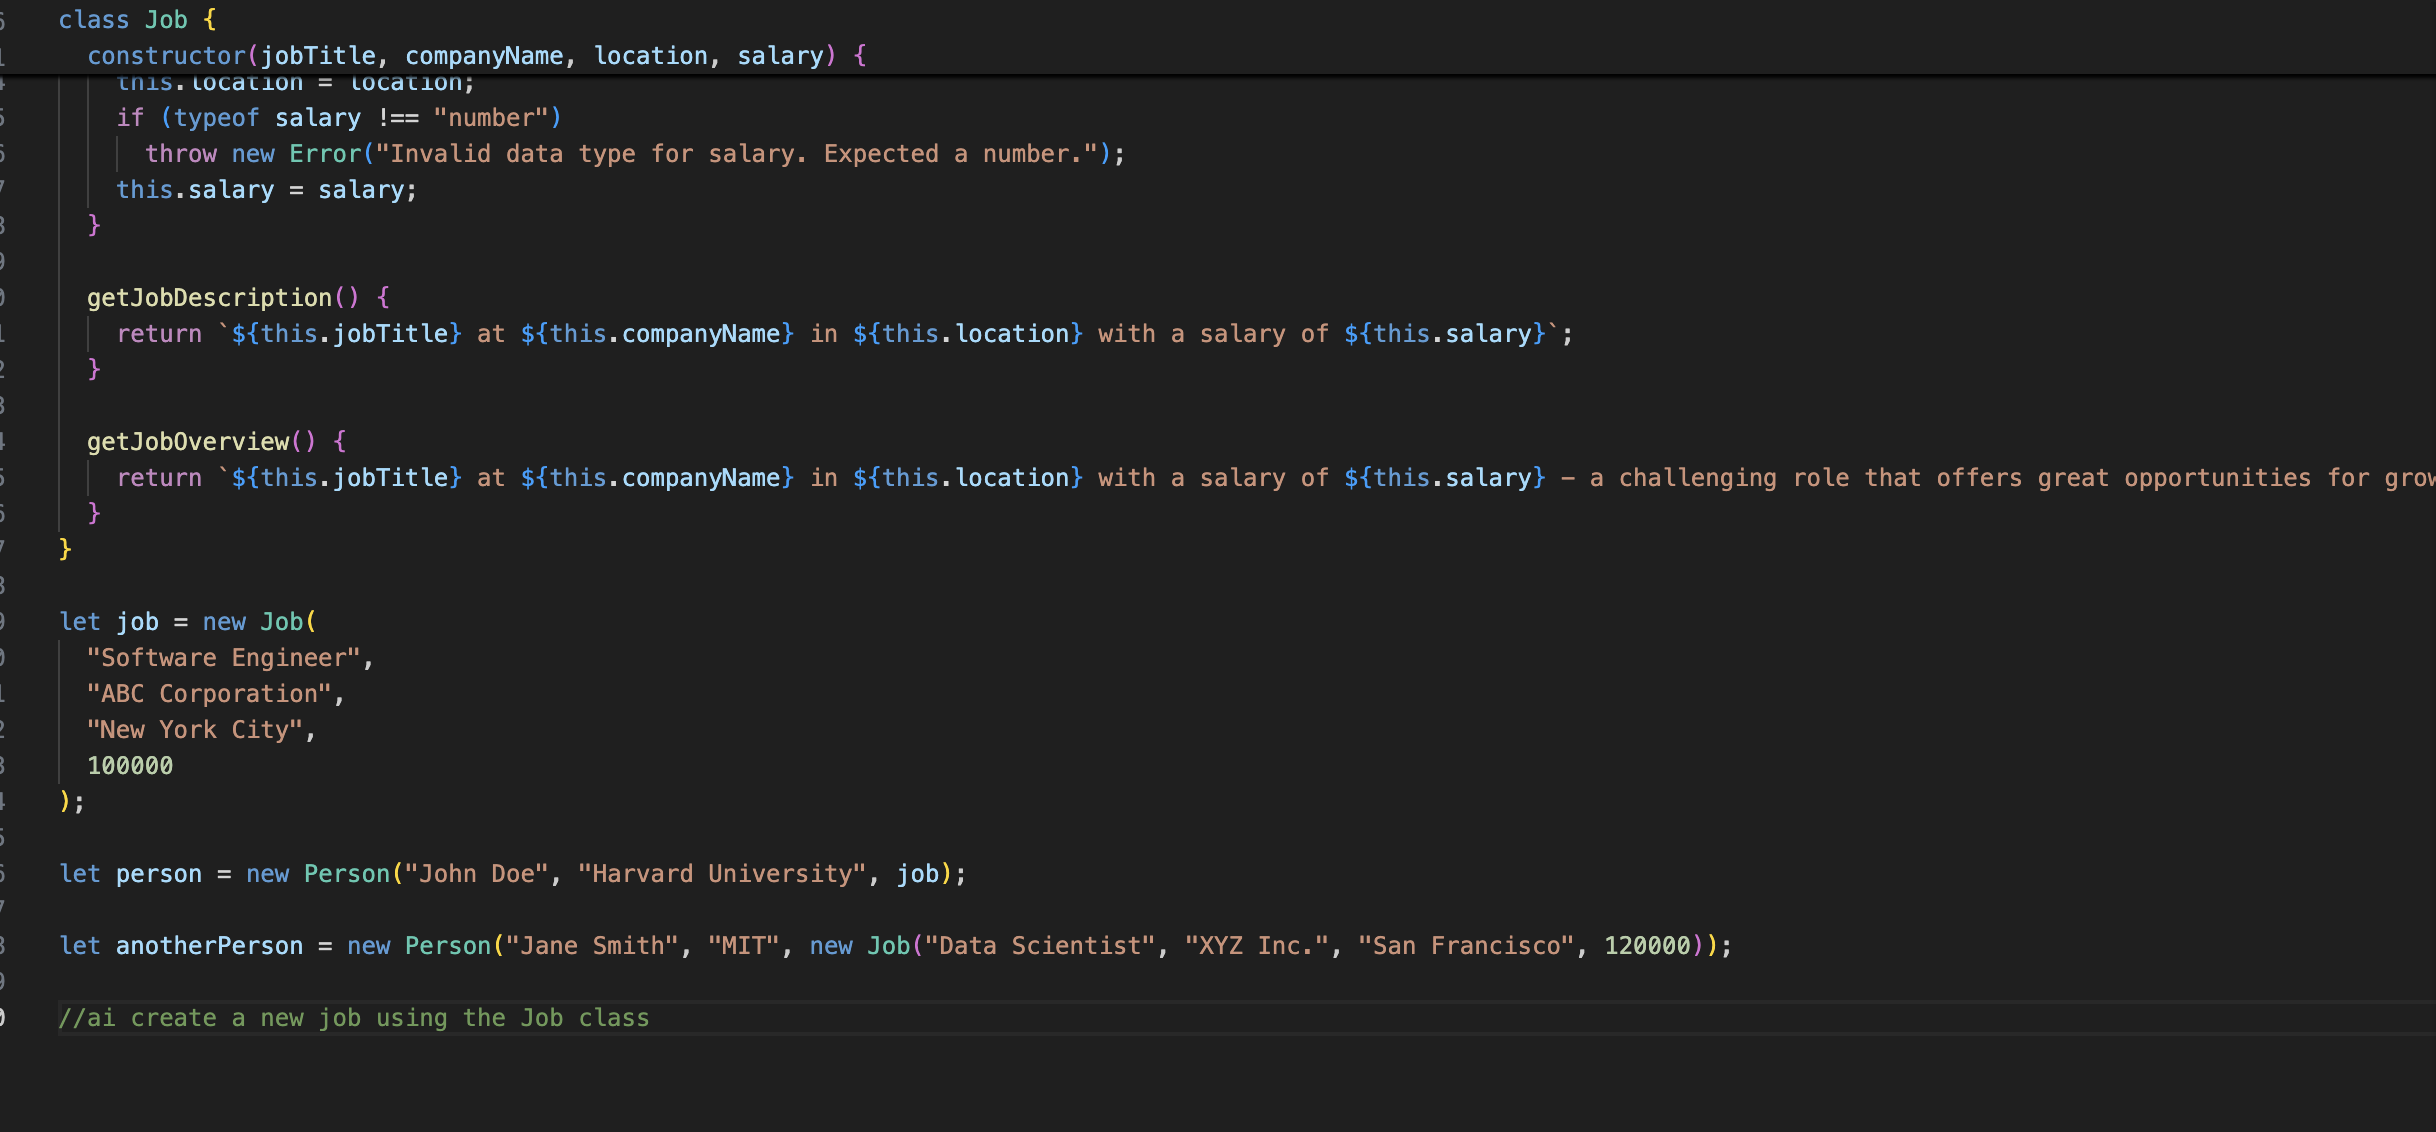 class Job {
constructor(jobTitle, companyName, location, salary) {
this.location = location;
if (typeof salary !== "number")
throw new Error("Invalid data type for salary. Expected a number.");
this.salary = salary;
}
getJobDescription() {
return `${this.jobTitle} at ${this.companyName} in ${this.location} with a salary of ${this.salary}`;
}
getJobOverview() {
return `${this.jobTitle} at ${this.companyName} in ${this.location} with a salary of ${this.salary} – a challenging role that offers great opportunities for
}
}
let job = new Job(
"Software Engineer",
"ABC Corporation",
"New York City",
100000
);
let person = new Person("John Doe", "Harvard University", job);
let anotherPerson = new Person("Jane Smith", "MIT", new Job("Data Scientist", "XYZ Inc.", "San Francisco", 120000));
//ai create a new job using the Job class